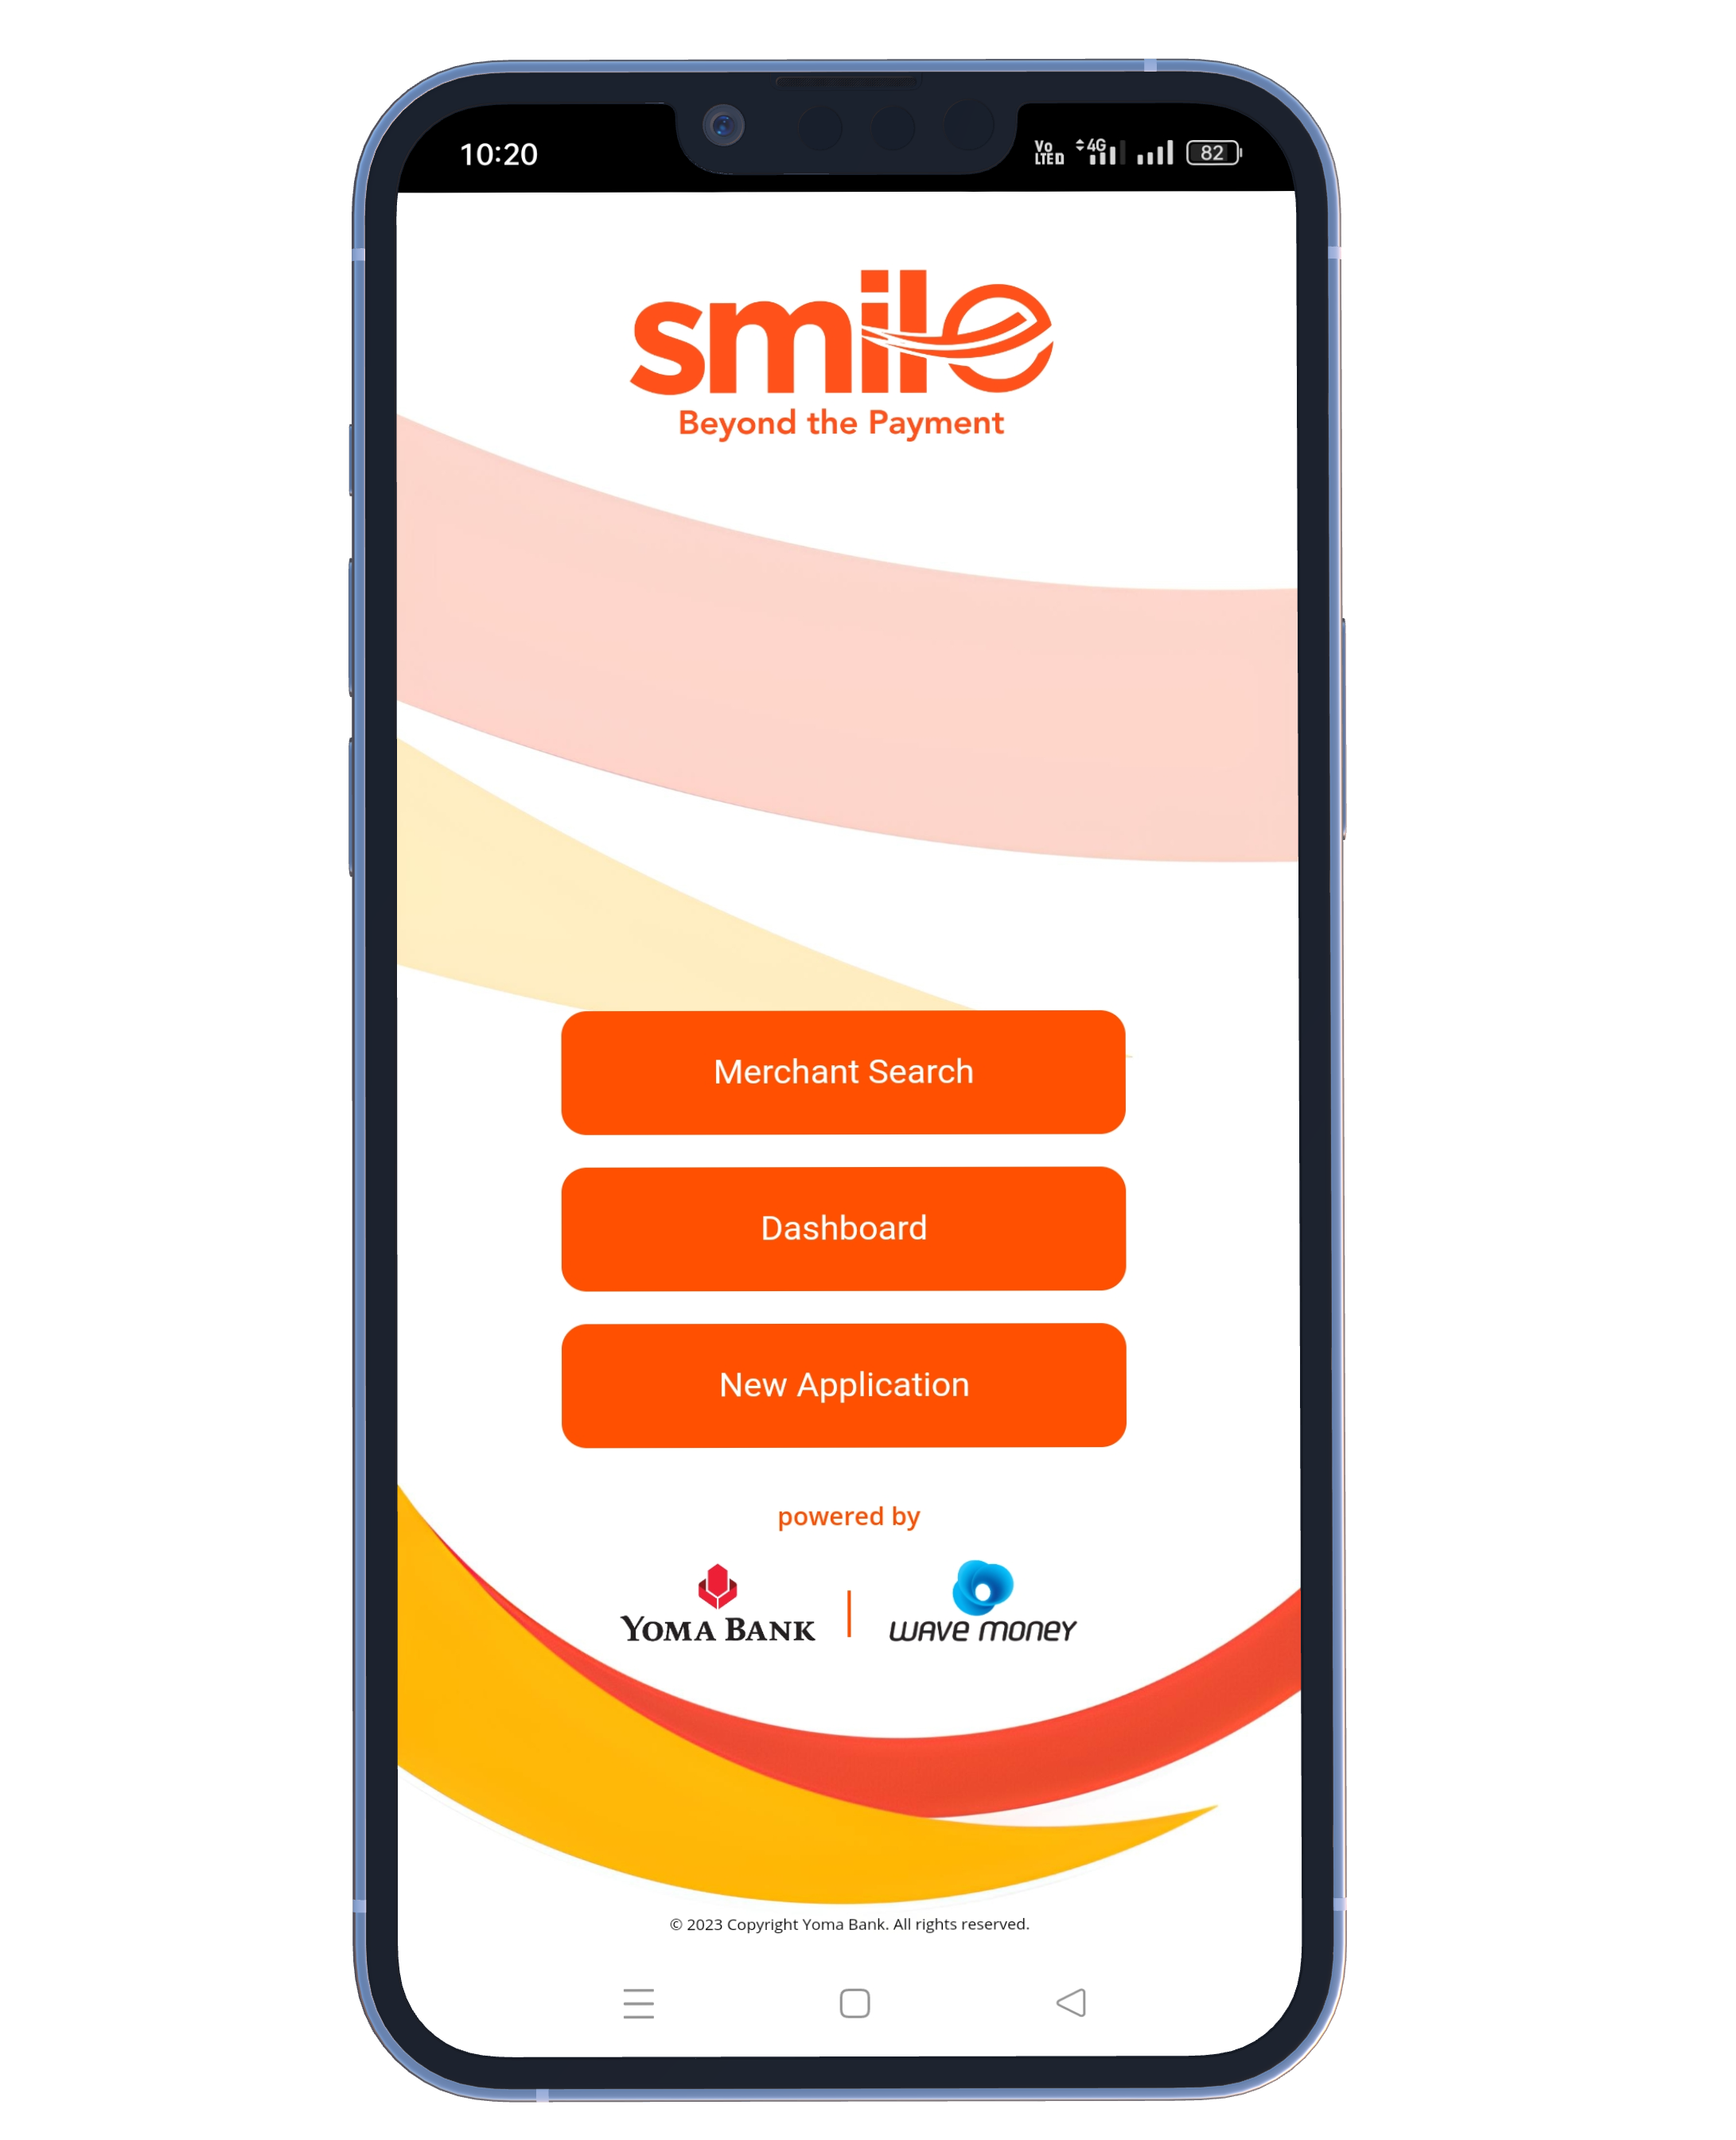 10:20
Vo
LTE
4G
82
smile
Beyond the Payment
Merchant Search
Dashboard
New Application
powered by
YOMA BANK
WAVE MONEY
© 2023 Copyright Yoma Bank. All rights reserved.